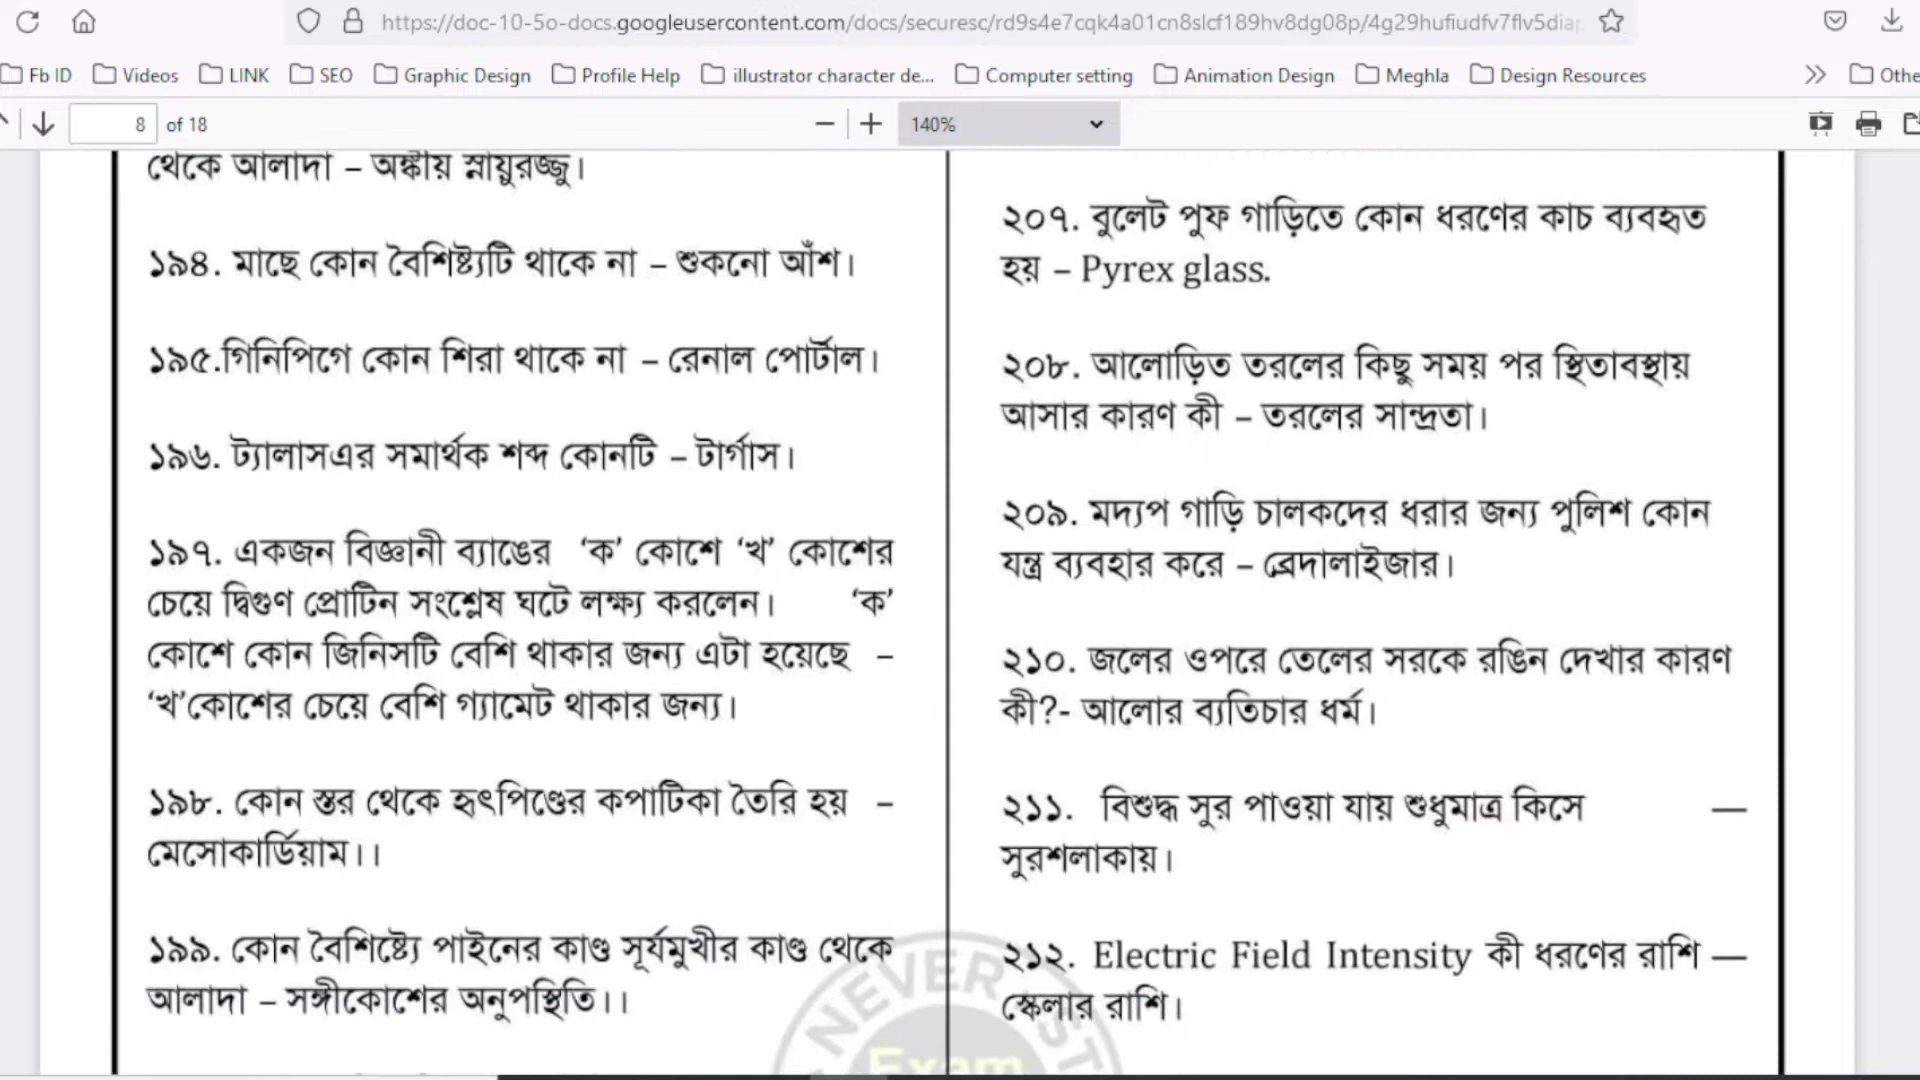 https://doc-10-5o-docs.googleusercontent.com/docs/securesc/rd9s4e7cqk4a01cn8slcf189hv8dg08p/4g29hufiudfv7flv5diap
Fb ID Videos LINK SEO Graphic Design Profile Help illustrator character de... Computer setting Animation Design Meghla Design Resources Othe
8 of 18 140%
থেকে আলাদা – অঙ্কীয় স্নায়ুরজ্জু।
১৯৪. মাছে কোন বৈশিষ্ট্যটি থাকে না – শুকনো আঁশ।
১৯৫.গিনিপিগে কোন শিরা থাকে না – রেনাল পোর্টাল।
১৯৬. ট্যালাসএর সমার্থক শব্দ কোনটি – টার্গাস।
১৯৭. একজন বিজ্ঞানী ব্যাঙের ‘ক’ কোশে ‘খ’ কোশের
চেয়ে দ্বিগুণ প্রোটিন সংশ্লেষ ঘটে লক্ষ্য করলেন। ‘ক’
কোশে কোন জিনিসটি বেশি থাকার জন্য এটা হয়েছে –
‘খ’কোশের চেয়ে বেশি গ্যামেট থাকার জন্য।
১৯৮. কোন স্তর থেকে হৃৎপিণ্ডের কপাটিকা তৈরি হয় –
মেসোকার্ডিয়াম।।
১৯৯. কোন বৈশিষ্ট্যে পাইনের কাণ্ড সূর্যমুখীর কাণ্ড থেকে
আলাদা – সঙ্গীকোশের অনুপস্থিতি।।
২০৭. বুলেট পুফ গাড়িতে কোন ধরণের কাচ ব্যবহৃত
হয় – Pyrex glass.
২০৮. আলোড়িত তরলের কিছু সময় পর স্থিতাবস্থায়
আসার কারণ কী – তরলের সান্দ্রতা।
২০৯. মদ্যপ গাড়ি চালকদের ধরার জন্য পুলিশ কোন
যন্ত্র ব্যবহার করে – ব্রেদালাইজার।
২১০. জলের ওপরে তেলের সরকে রঙিন দেখার কারণ
কী?- আলোর ব্যতিচার ধর্ম।
২১১. বিশুদ্ধ সুর পাওয়া যায় শুধুমাত্র কিসে —
সুরশলাকায়।
২১২. Electric Field Intensity কী ধরণের রাশি —
স্কেলার রাশি।
NEVER
Exam